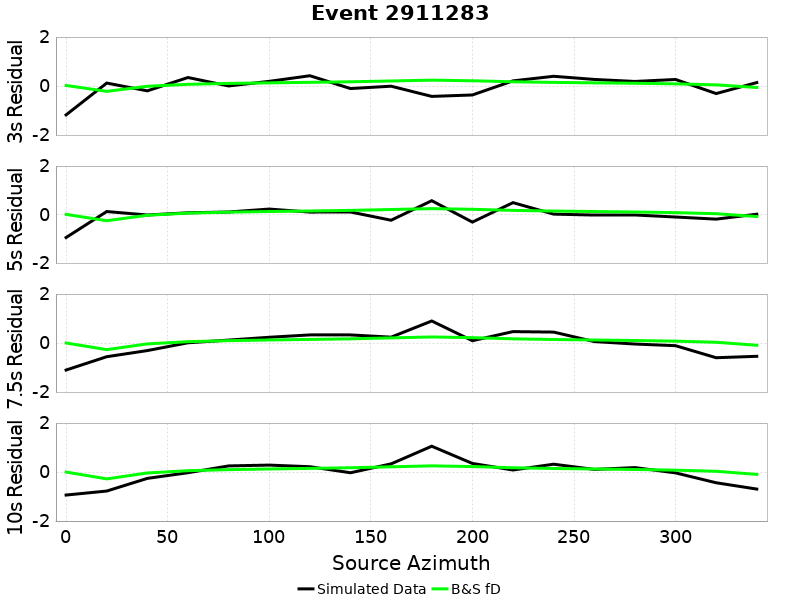 Event 2911283
3s Residual
2
0
-2
5s Residual
2
0
-2
7.5s Residual
2
0
-2
10s Residual
2
0
-2
0 50 100 150 200 250 300
Source Azimuth
Simulated Data B&S fD